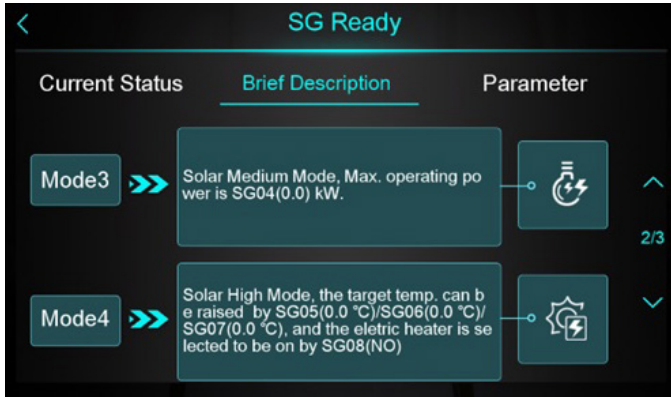 SG Ready
Current Status
Brief Description
Parameter
Mode3
Solar Medium Mode, Max. operating po
wer is SG04(0.0) kW.
2/3
Mode4
Solar High Mode, the target temp. can b
e raised by SG05(0.0 ℃)/SG06(0.0 ℃)/
SG07(0.0 ℃), and the eletric heater is se
lected to be on by SG08(NO)